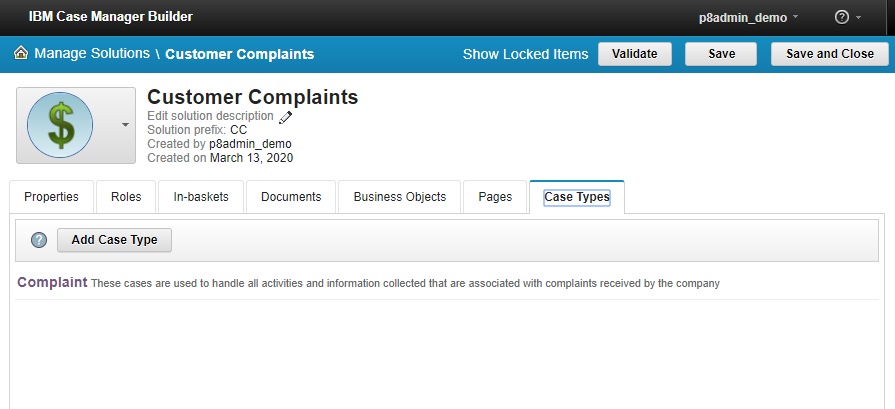 IBM Case Manager Builder p8admin_demo ?
Manage Solutions \ Customer Complaints Show Locked Items Validate Save Save and Close
$
Customer Complaints
Edit solution description
Solution prefix: CC
Created by p8admin_demo
Created on March 13, 2020
Properties Roles In-baskets Documents Business Objects Pages Case Types
? Add Case Type
Complaint These cases are used to handle all activities and information collected that are associated with complaints received by the company